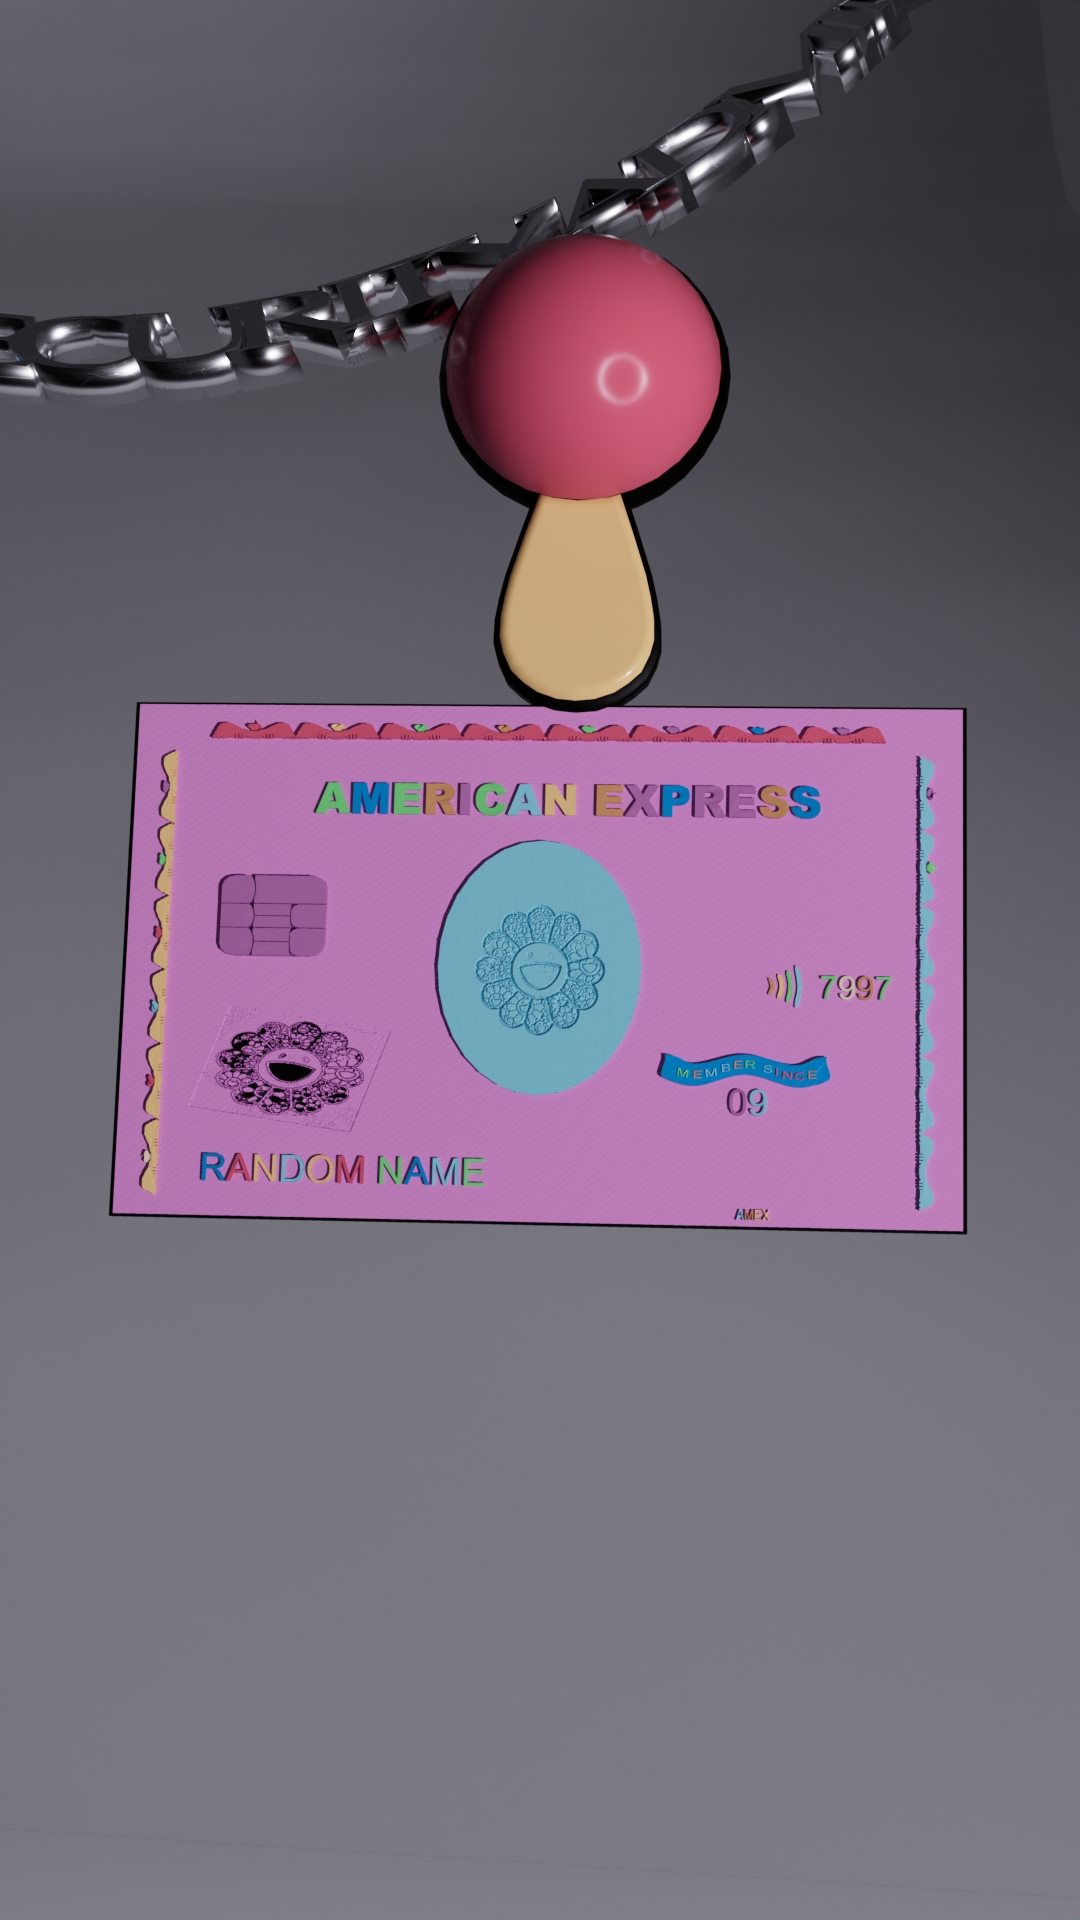 AMERICAN EXPRESS
7997
MEMBER SINCE
09
RANDOM NAME
AMEX